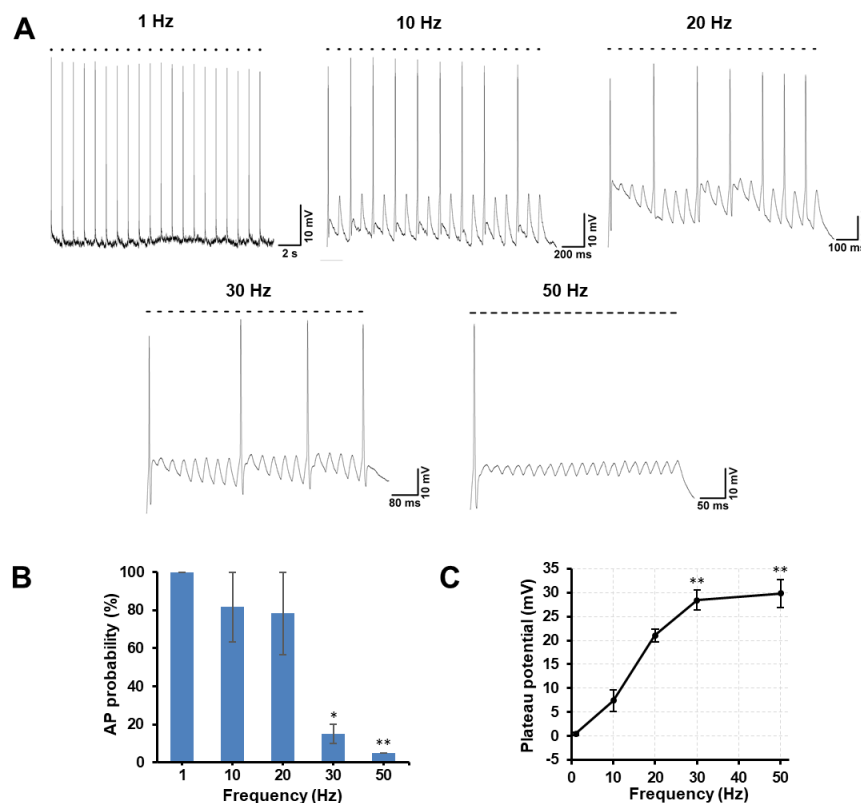 A
1 Hz
10 Hz
20 Hz
10 mV
2 s
10 mV
200 ms
100 ms
30 Hz
50 Hz
10 mV
80 ms
10 mV
50 ms
B
AP probability (%)
100
80
60
40
20
0
*
**
1 10 20 30 50
Frequency (Hz)
C
Plateau potential (mV)
35
30
25
20
15
10
5
0
-5
**
**
0 10 20 30 40 50
Frequency (Hz)